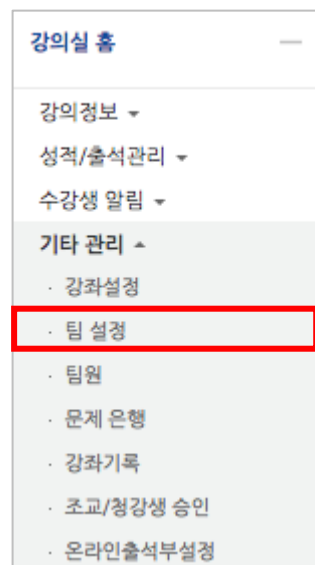 강의실 홈
강의정보
성적/출석관리
수강생 알림
기타 관리
· 강좌설정
· 팀 설정
· 팀원
· 문제 은행
· 강좌기록
· 조교/청강생 승인
· 온라인출석부설정